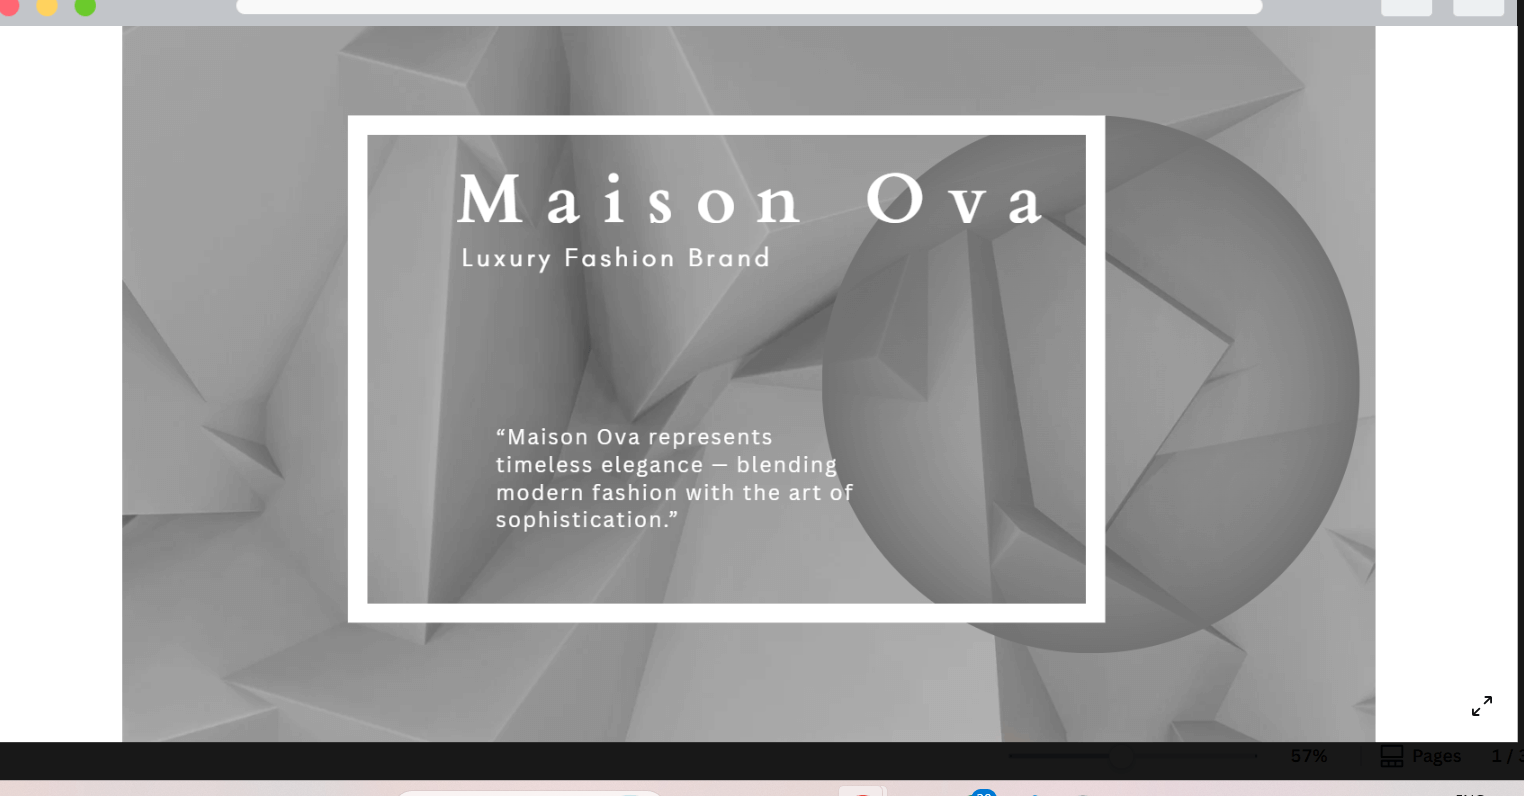 Maison Ova
Luxury Fashion Brand
“Maison Ova represents
timeless elegance — blending
modern fashion with the art of
sophistication.”
57%
Pages
1 /